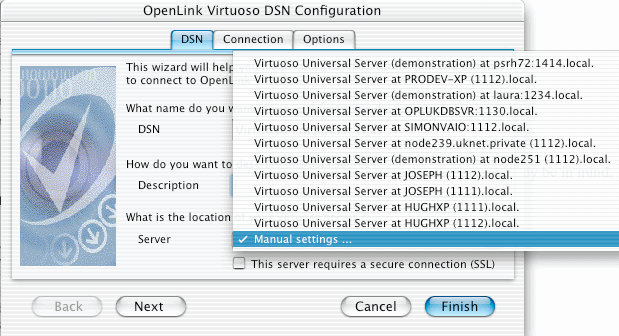 OpenLink Virtuoso DSN Configuration
DSN Connection Options
This wizard will help
to connect to OpenLink
What name do you
DSN
How do you want to
Description
What is the location
Server
Virtuoso Universal Server (demonstration) at psrh72:1414.local.
Virtuoso Universal Server at PRODEV-XP (1112).local.
Virtuoso Universal Server (demonstration) at laura:1234.local.
Virtuoso Universal Server at OPLUKDBSVR:1130.local.
Virtuoso Universal Server at SIMONVAIO:1112.local.
Virtuoso Universal Server at node239.uknet.private (1112).local.
Virtuoso Universal Server (demonstration) at node251 (1112).local.
Virtuoso Universal Server at JOSEPH (1112).local.
Virtuoso Universal Server at JOSEPH (1111).local.
Virtuoso Universal Server at HUGHXP (1111).local.
Virtuoso Universal Server at HUGHXP (1112).local.
✓ Manual settings ...
This server requires a secure connection (SSL)
Back Next Cancel Finish